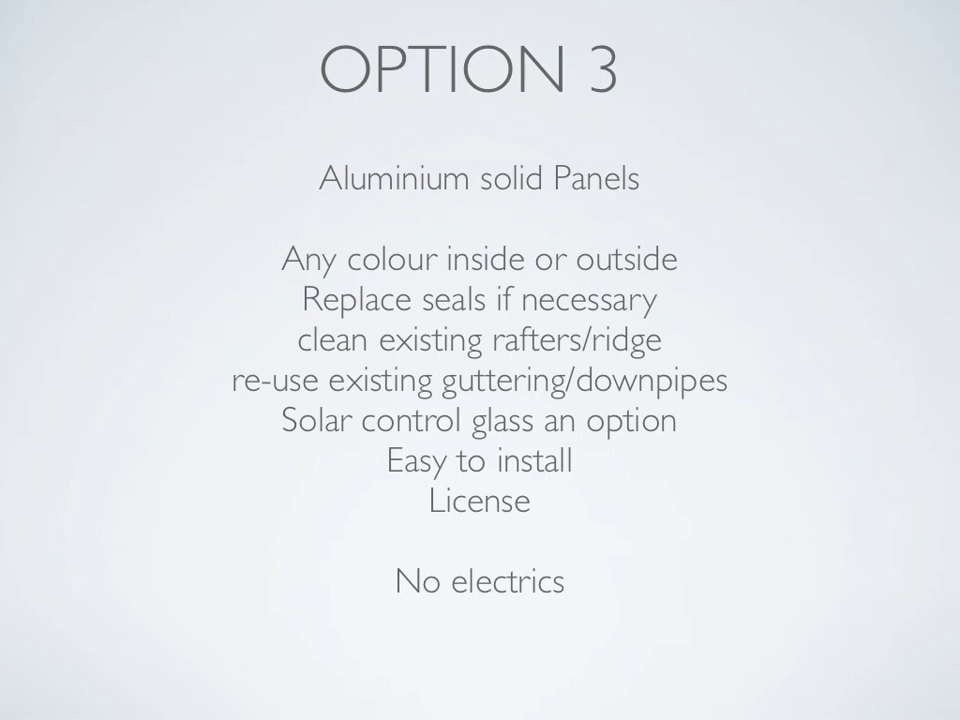 OPTION 3
Aluminium solid Panels
Any colour inside or outside
Replace seals if necessary
clean existing rafters/ridge
re-use existing guttering/downpipes
Solar control glass an option
Easy to install
License
No electrics